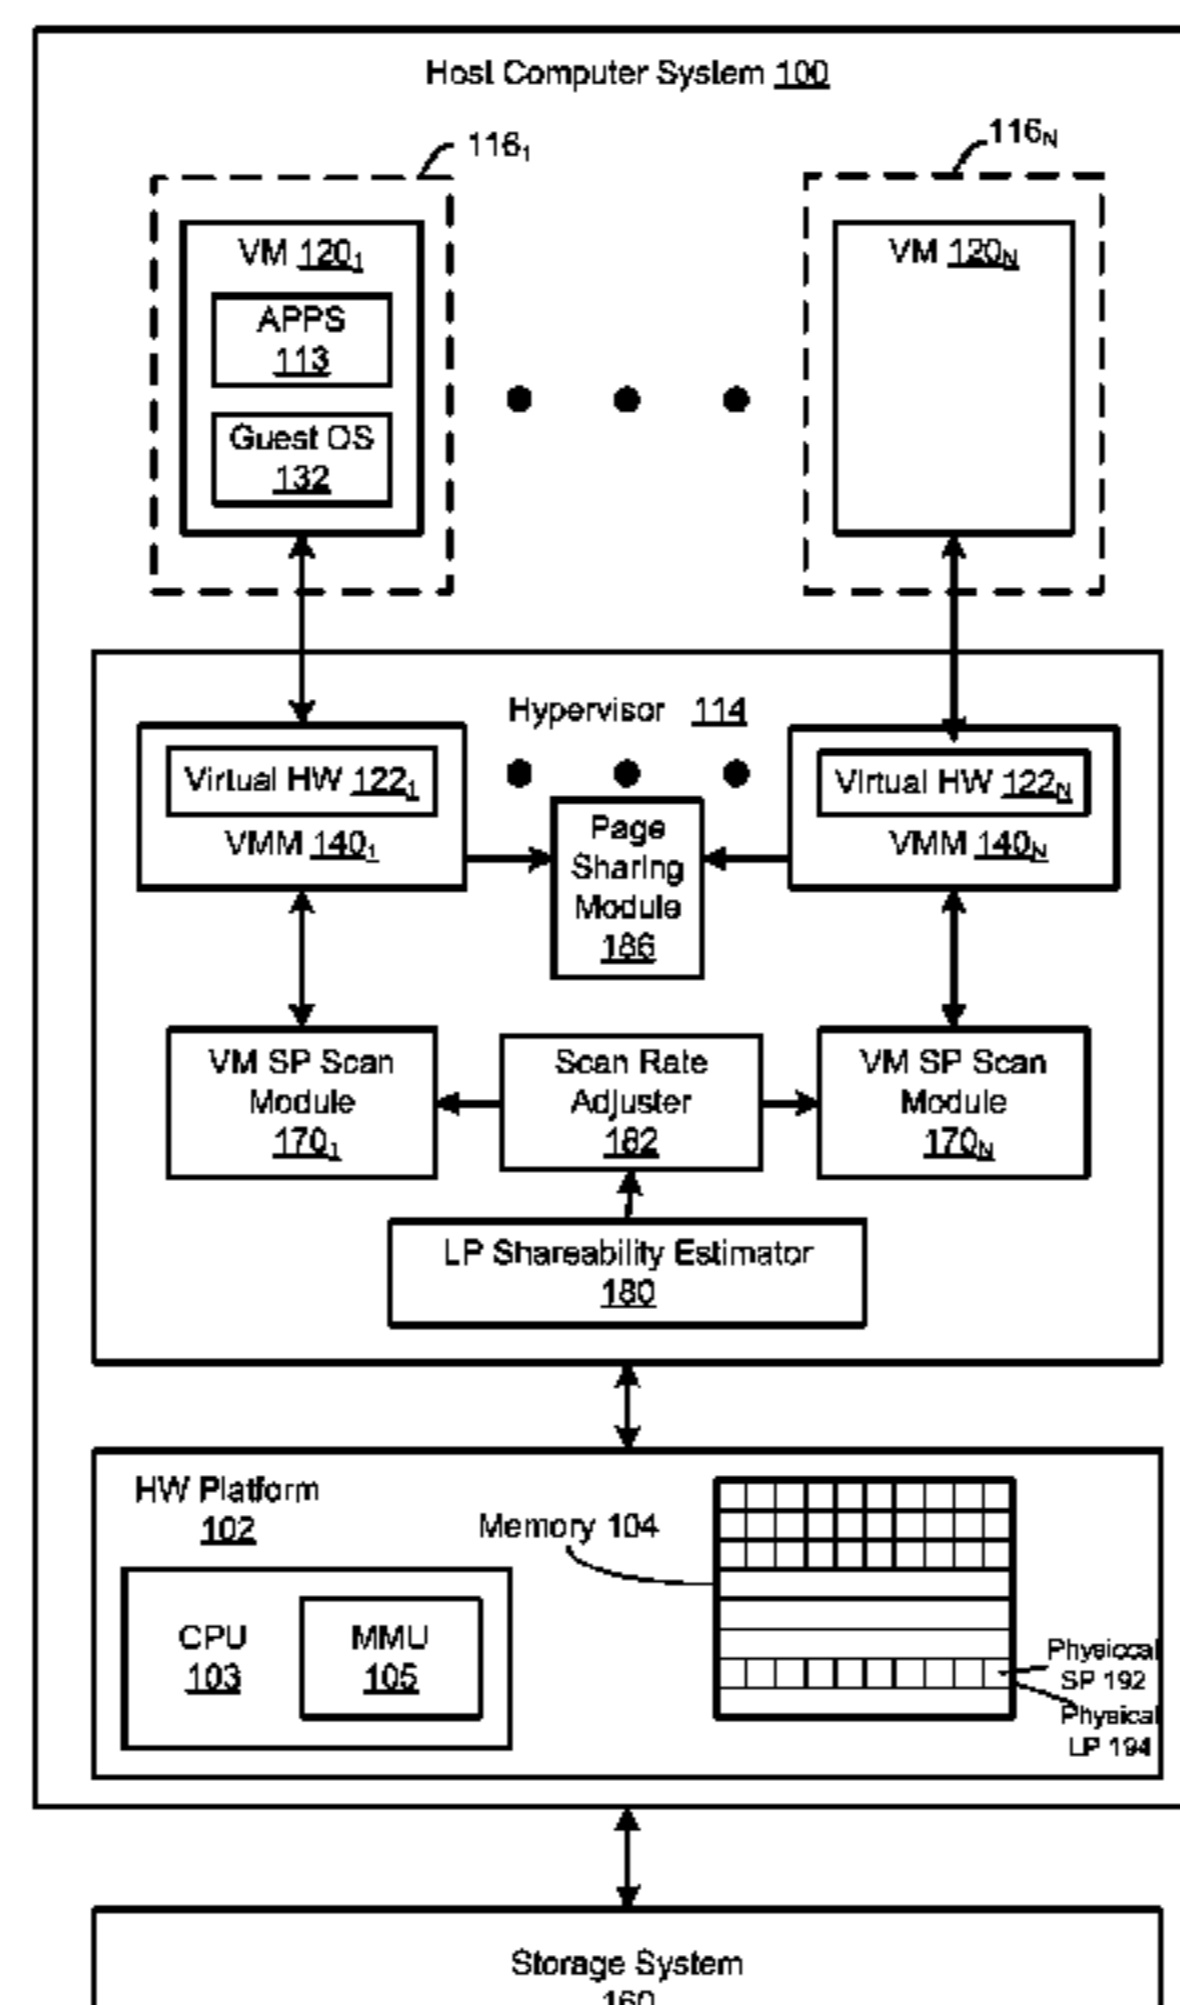 Host Computer System 100
116₁
116N
VM 120₁
APPS
113
Guest OS
132
VM 120N
Hypervisor 114
Virtual HW 122₁
VMM 140₁
Page
Sharing
Module
186
Virtual HW 122N
VMM 140N
VM SP Scan
Module
170₁
Scan Rate
Adjuster
182
VM SP Scan
Module
170N
LP Shareability Estimator
180
HW Platform
102
CPU
103
MMU
105
Memory 104
Physiccal
SP 192
Physical
LP 194
Storage System
160